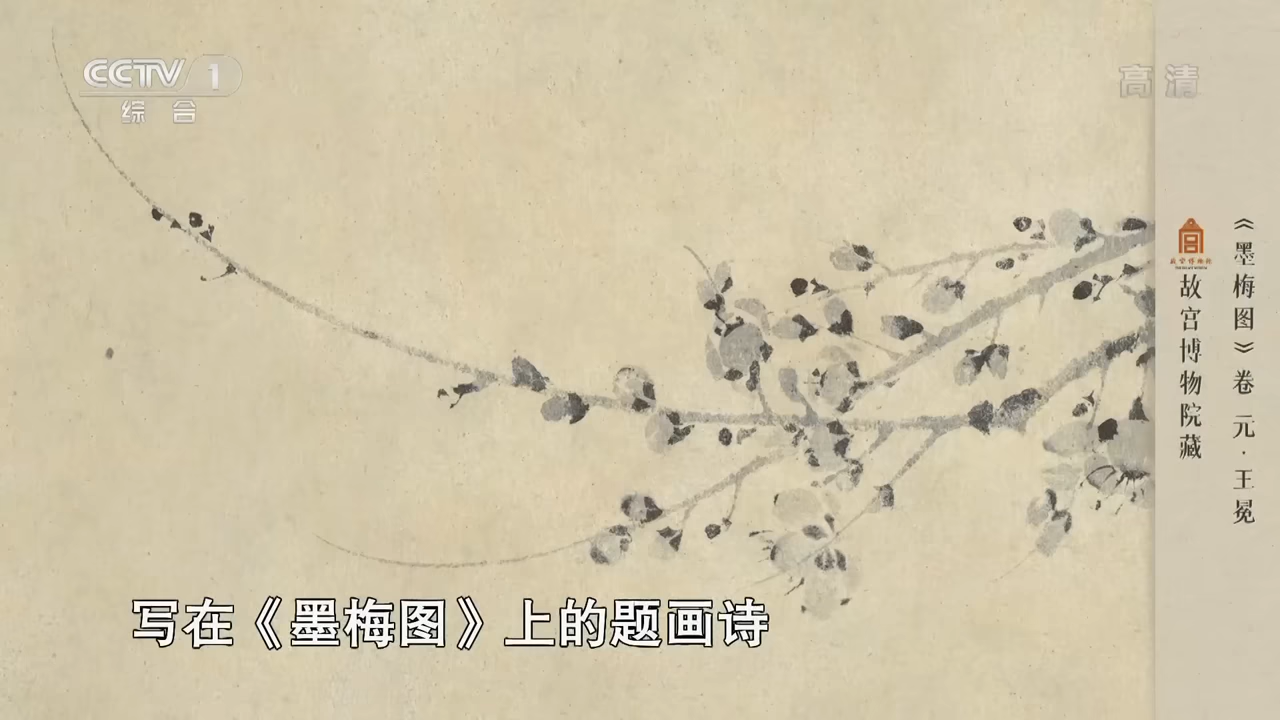 CCTV 1
综合
高清
《墨梅图》卷 元·王冕
故宫博物院藏
写在《墨梅图》上的题画诗